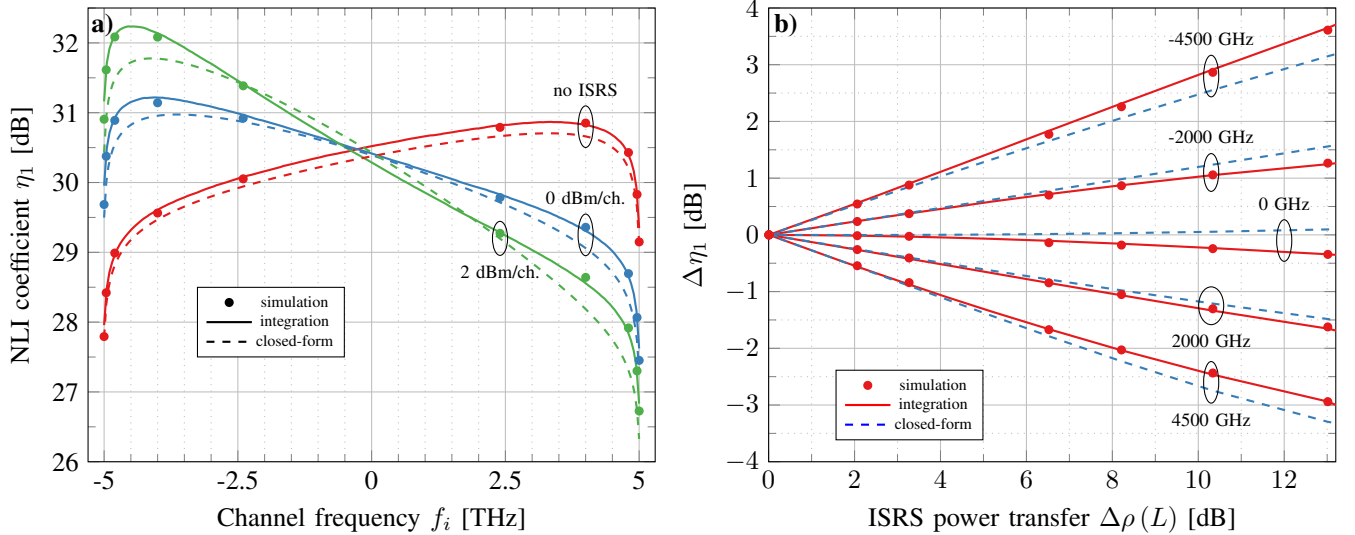 a)
32
31
30
29
28
27
26
-5
-2.5
0
2.5
5
NLI coefficient η₁ [dB]
Channel frequency f_i [THz]
no ISRS
0 dBm/ch.
2 dBm/ch.
simulation
integration
closed-form
b)
4
3
2
1
0
−1
−2
−3
−4
0
2
4
6
8
10
12
Δη₁ [dB]
ISRS power transfer Δρ (L) [dB]
-4500 GHz
-2000 GHz
0 GHz
2000 GHz
4500 GHz
simulation
integration
closed-form